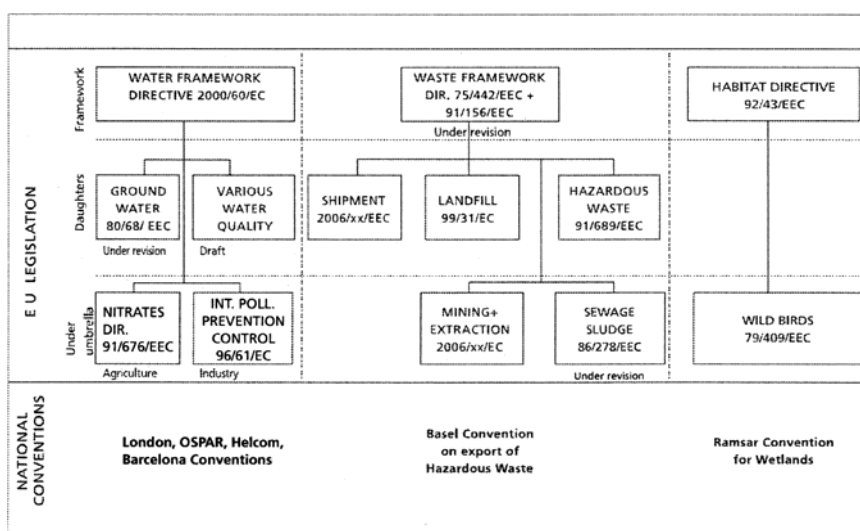 Framework
WATER FRAMEWORK
DIRECTIVE 2000/60/EC
WASTE FRAMEWORK
DIR. 75/442/EEC +
91/156/EEC
Under revision
HABITAT DIRECTIVE
92/43/EEC
EU LEGISLATION
Daughters
GROUND
WATER
80/68/ EEC
Under revision
VARIOUS
WATER
QUALITY
Draft
SHIPMENT
2006/xx/EEC
LANDFILL
99/31/EC
HAZARDOUS
WASTE
91/689/EEC
Under
umbrella
NITRATES
DIR.
91/676/EEC
Agriculture
INT. POLL.
PREVENTION
CONTROL
96/61/EC
Industry
MINING+
EXTRACTION
2006/xx/EC
SEWAGE
SLUDGE
86/278/EEC
Under revision
WILD BIRDS
79/409/EEC
NATIONAL
CONVENTIONS
London, OSPAR, Helcom,
Barcelona Conventions
Basel Convention
on export of
Hazardous Waste
Ramsar Convention
for Wetlands